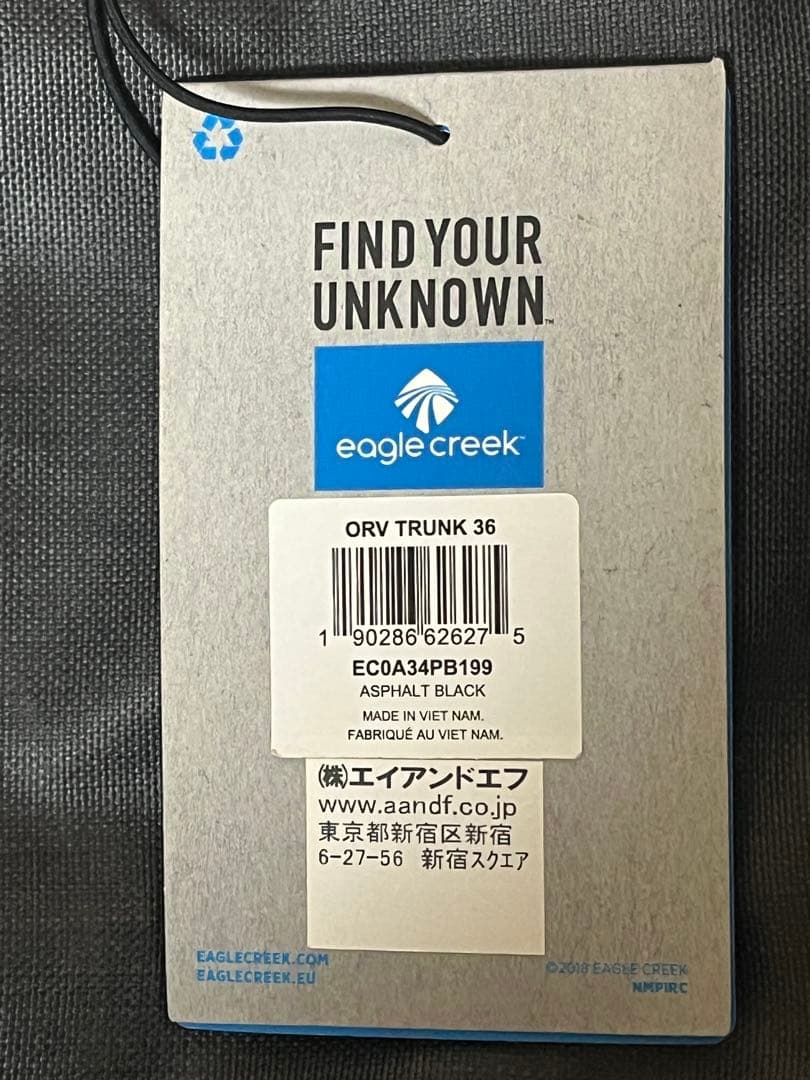 FIND YOUR
UNKNOWN™
eagle creek™
ORV TRUNK 36
1 90286 62627 5
EC0A34PB199
ASPHALT BLACK
MADE IN VIET NAM.
FABRIQUÉ AU VIET NAM.
㈱エイアンドエフ
www.aandf.co.jp
東京都新宿区新宿
6-27-56 新宿スクエア
EAGLECREEK.COM
EAGLECREEK.EU
©2018 EAGLE CREEK
NMPIRC